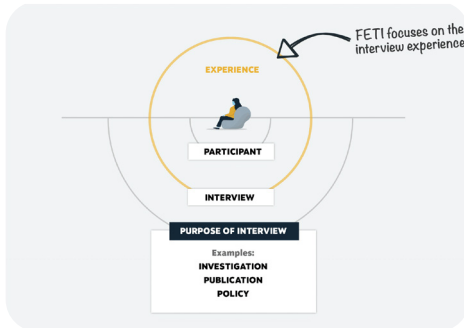 FETI focuses on the
interview experience
EXPERIENCE
PARTICIPANT
INTERVIEW
PURPOSE OF INTERVIEW
Examples:
INVESTIGATION
PUBLICATION
POLICY